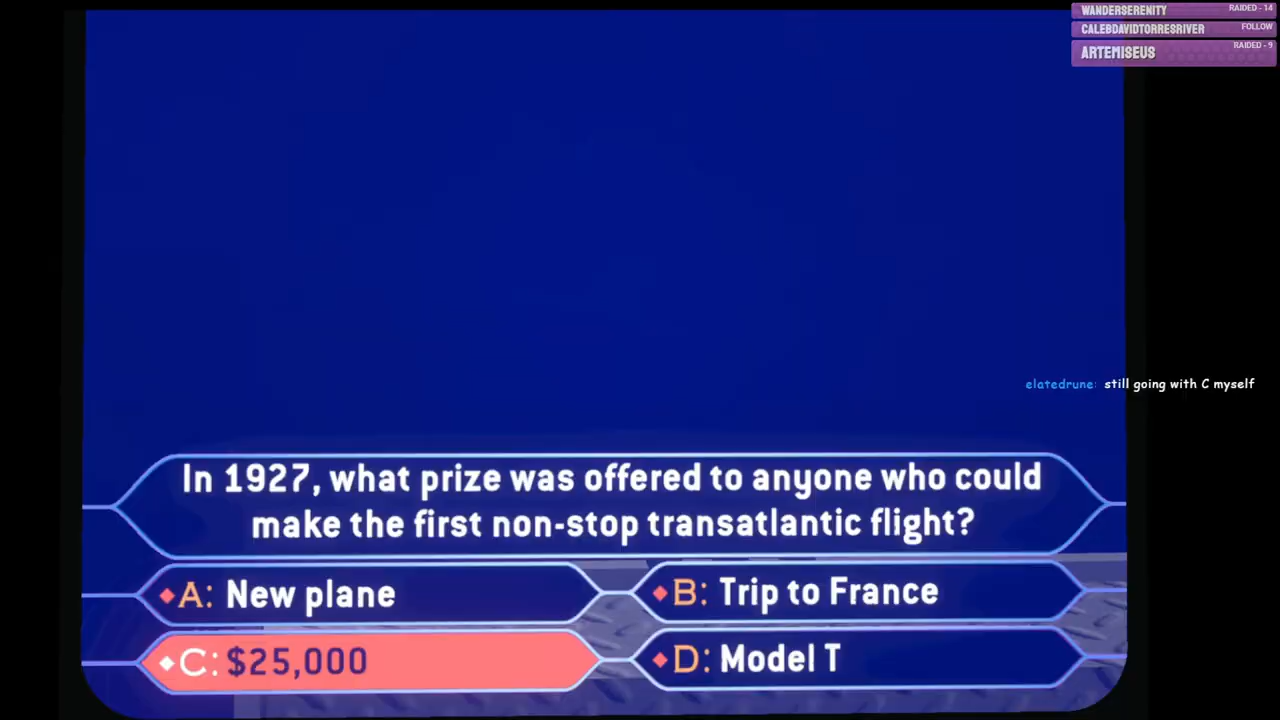 WANDERSERENITY RAIDED - 14
CALEBDAVIDTORRESRIVER FOLLOW
ARTEMISEUS RAIDED - 9
elatedrune: still going with C myself
In 1927, what prize was offered to anyone who could
make the first non-stop transatlantic flight?
A: New plane
B: Trip to France
C: $25,000
D: Model T